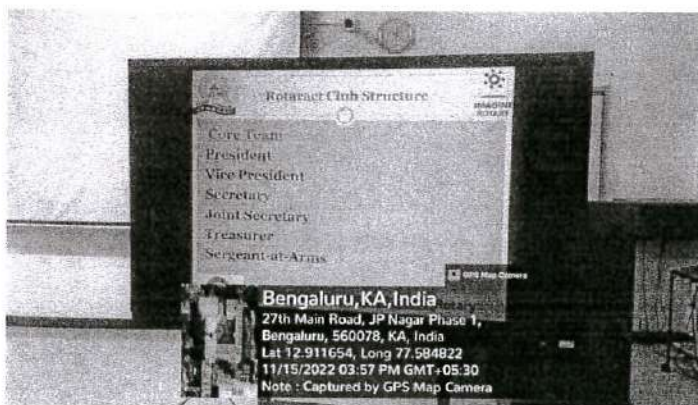 Rotaract Club Structure
IMAGINE
ROTARY
Core Team
President
Vice President
Secretary
Joint Secretary
Treasurer
Sergeant-at-Arms
GPS Map Camera
Bengaluru,KA,India
27th Main Road, JP Nagar Phase 1,
Bengaluru, 560078, KA, India
Lat 12.911654, Long 77.584822
11/15/2022 03:57 PM GMT+05:30
Note : Captured by GPS Map Camera